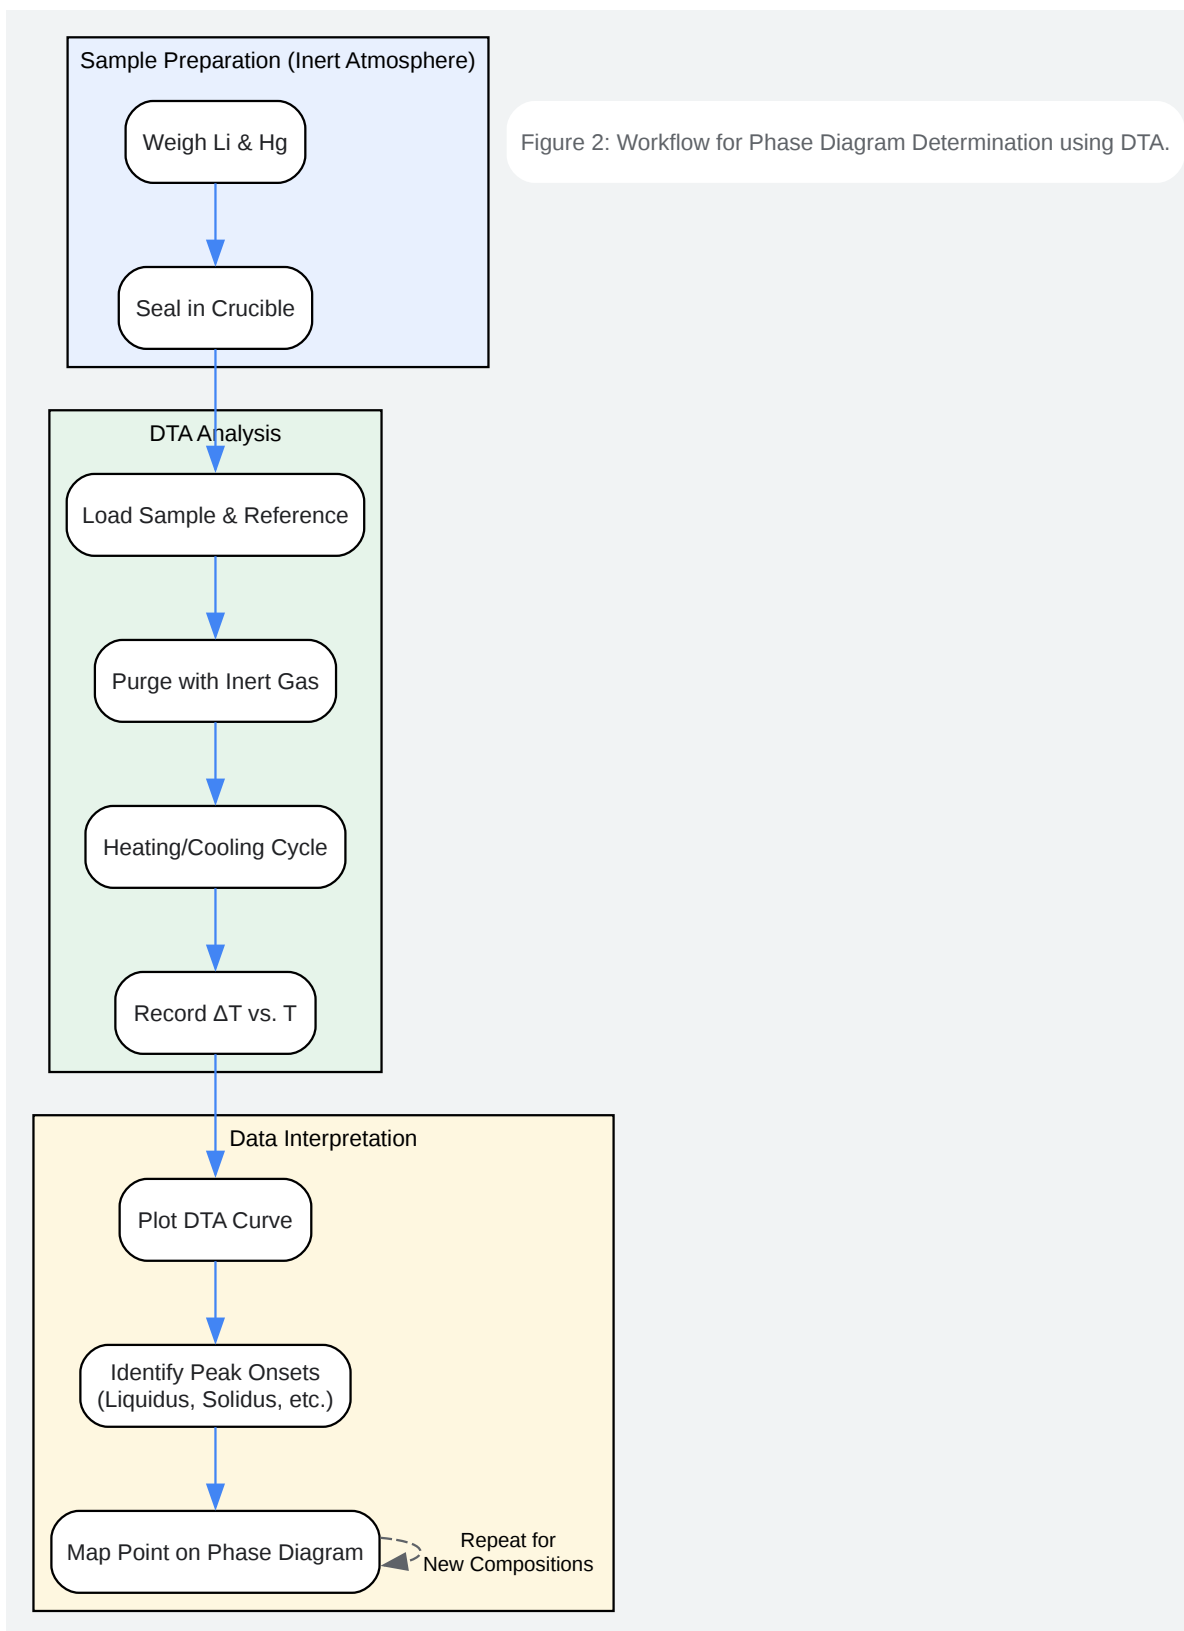 Sample Preparation (Inert Atmosphere)
Weigh Li & Hg
Figure 2: Workflow for Phase Diagram Determination using DTA.
Seal in Crucible
DTA Analysis
Load Sample & Reference
Purge with Inert Gas
Heating/Cooling Cycle
Record ΔT vs. T
Data Interpretation
Plot DTA Curve
Identify Peak Onsets
(Liquidus, Solidus, etc.)
Map Point on Phase Diagram
Repeat for
New Compositions